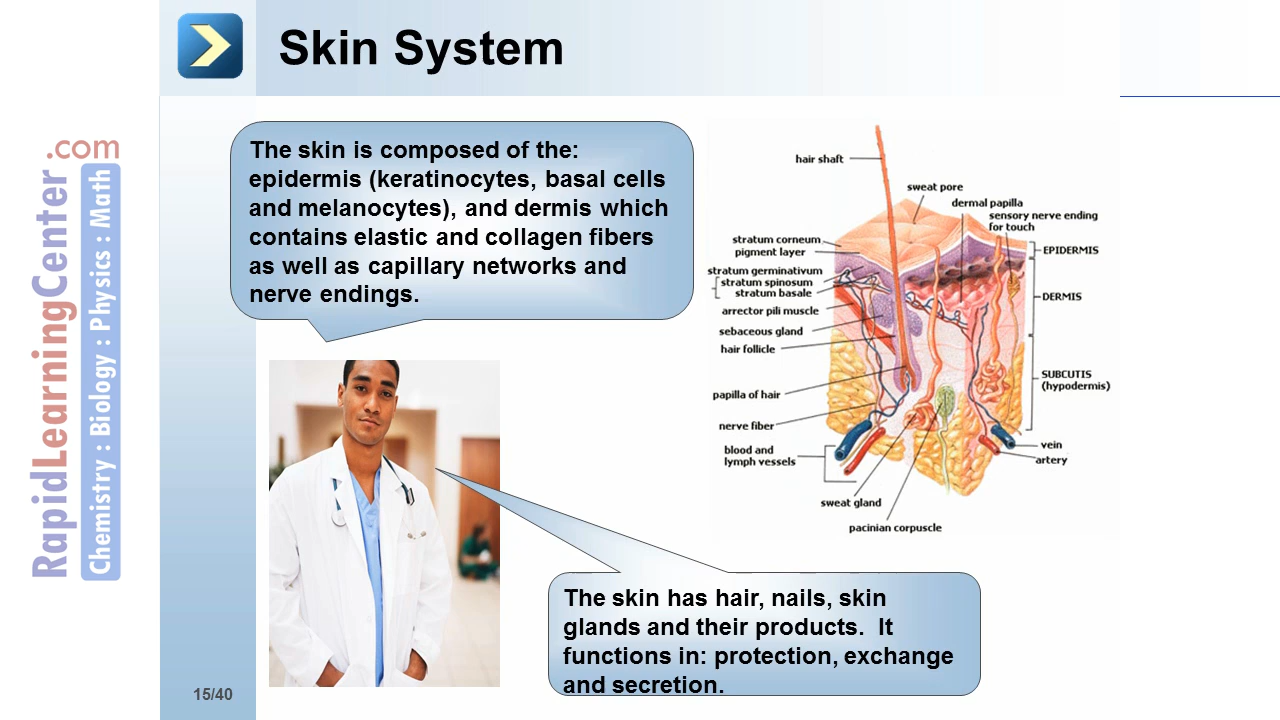 Skin System
The skin is composed of the:
epidermis (keratinocytes, basal cells
and melanocytes), and dermis which
contains elastic and collagen fibers
as well as capillary networks and
nerve endings.
hair shaft
sweat pore
dermal papilla
sensory nerve ending
for touch
stratum corneum
pigment layer
stratum germinativum
stratum spinosum
stratum basale
arrector pili muscle
sebaceous gland
hair follicle
papilla of hair
nerve fiber
blood and
lymph vessels
sweat gland
pacinian corpuscle
EPIDERMIS
DERMIS
SUBCUTIS
(hypodermis)
vein
artery
The skin has hair, nails, skin
glands and their products.  It
functions in: protection, exchange
and secretion.
15/40
RapidLearningCenter.com
Chemistry : Biology : Physics : Math